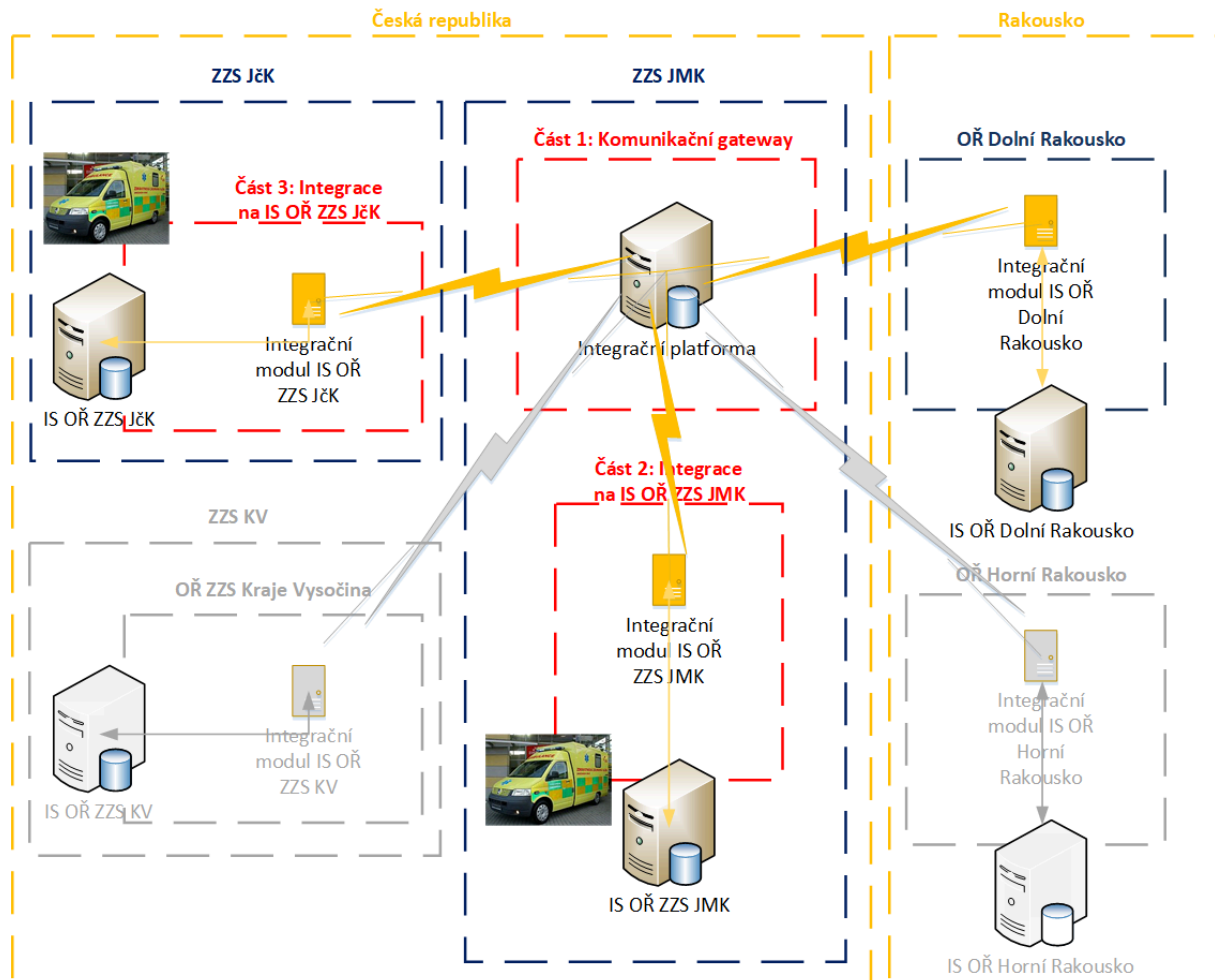 Česká republika
Rakousko
ZZS JčK
ZZS JMK
Část 3: Integrace
na IS OŘ ZZS JčK
Integrační
modul IS OŘ
ZZS JčK
IS OŘ ZZS JčK
Část 1: Komunikační gateway
Integrační platforma
OŘ Dolní Rakousko
Integrační
modul IS OŘ
Dolní
Rakousko
IS OŘ Dolní Rakousko
Část 2: Integrace
na IS OŘ ZZS JMK
Integrační
modul IS OŘ
ZZS JMK
IS OŘ ZZS JMK
ZZS KV
OŘ ZZS Kraje Vysočina
Integrační
modul IS OŘ
ZZS KV
IS OŘ ZZS KV
OŘ Horní Rakousko
Integrační
modul IS OŘ
Horní
Rakousko
IS OŘ Horní Rakousko